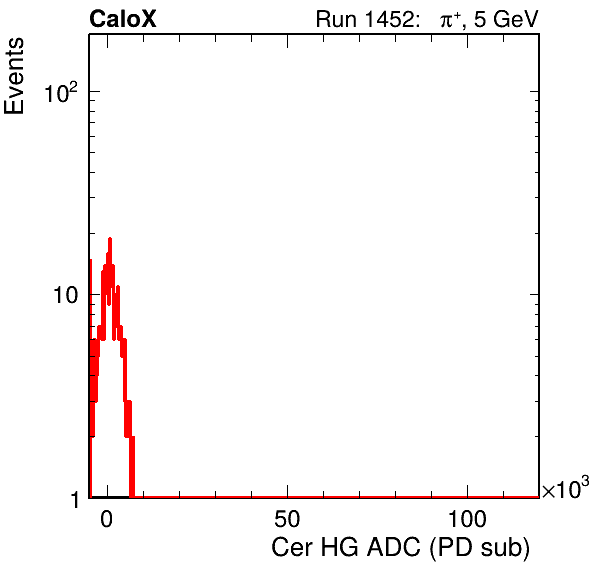 CaloX Run 1452: π⁺, 5 GeV
Events
10²
10
1
0 50 100 ×10³
Cer HG ADC (PD sub)